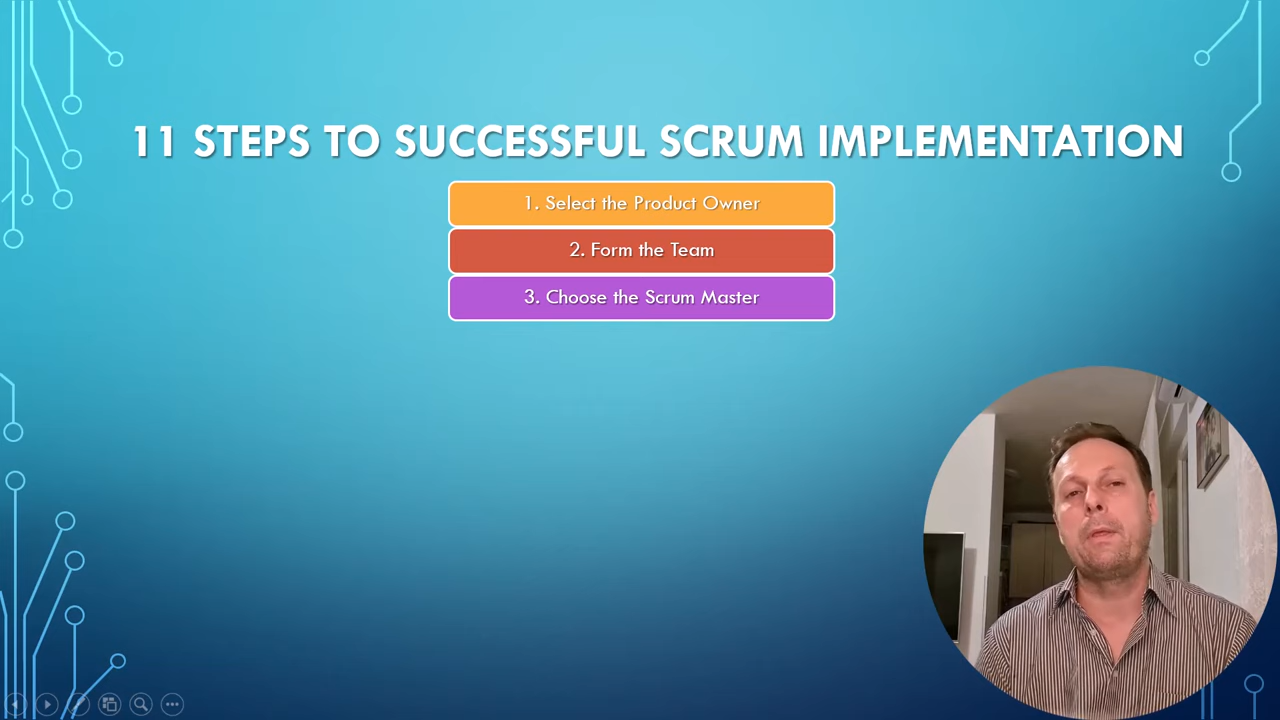 11 STEPS TO SUCCESSFUL SCRUM IMPLEMENTATION
1. Select the Product Owner
2. Form the Team
3. Choose the Scrum Master